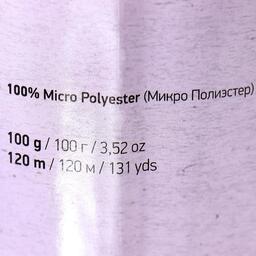 100% Micro Polyester (Микро Полиэстер)
100 g / 100 г / 3,52 oz
120 m / 120 м / 131 yds